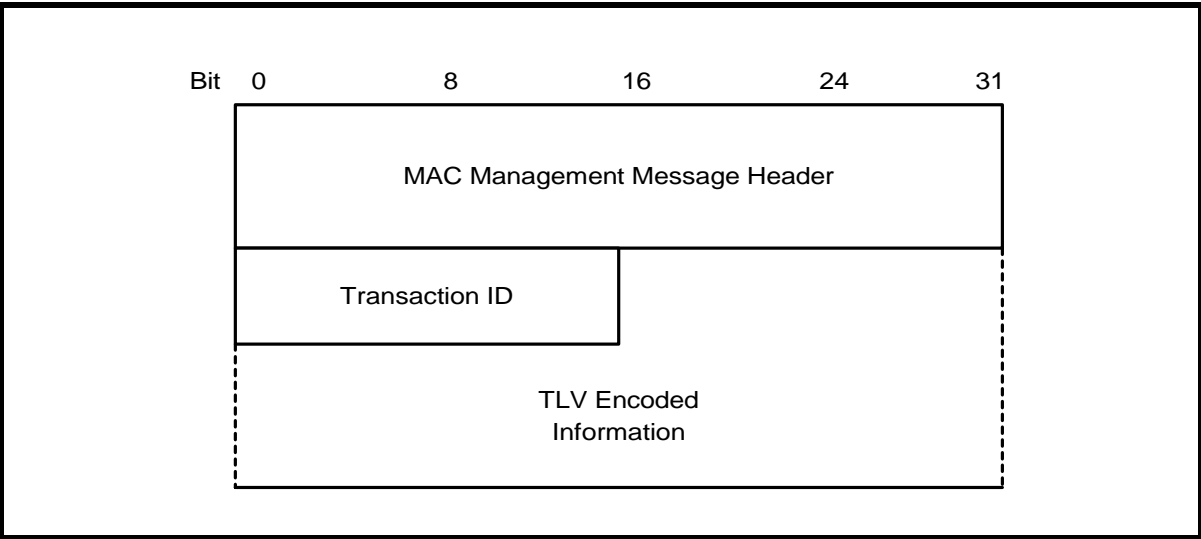 Bit 0 8 16 24 31
MAC Management Message Header
Transaction ID
TLV Encoded
Information